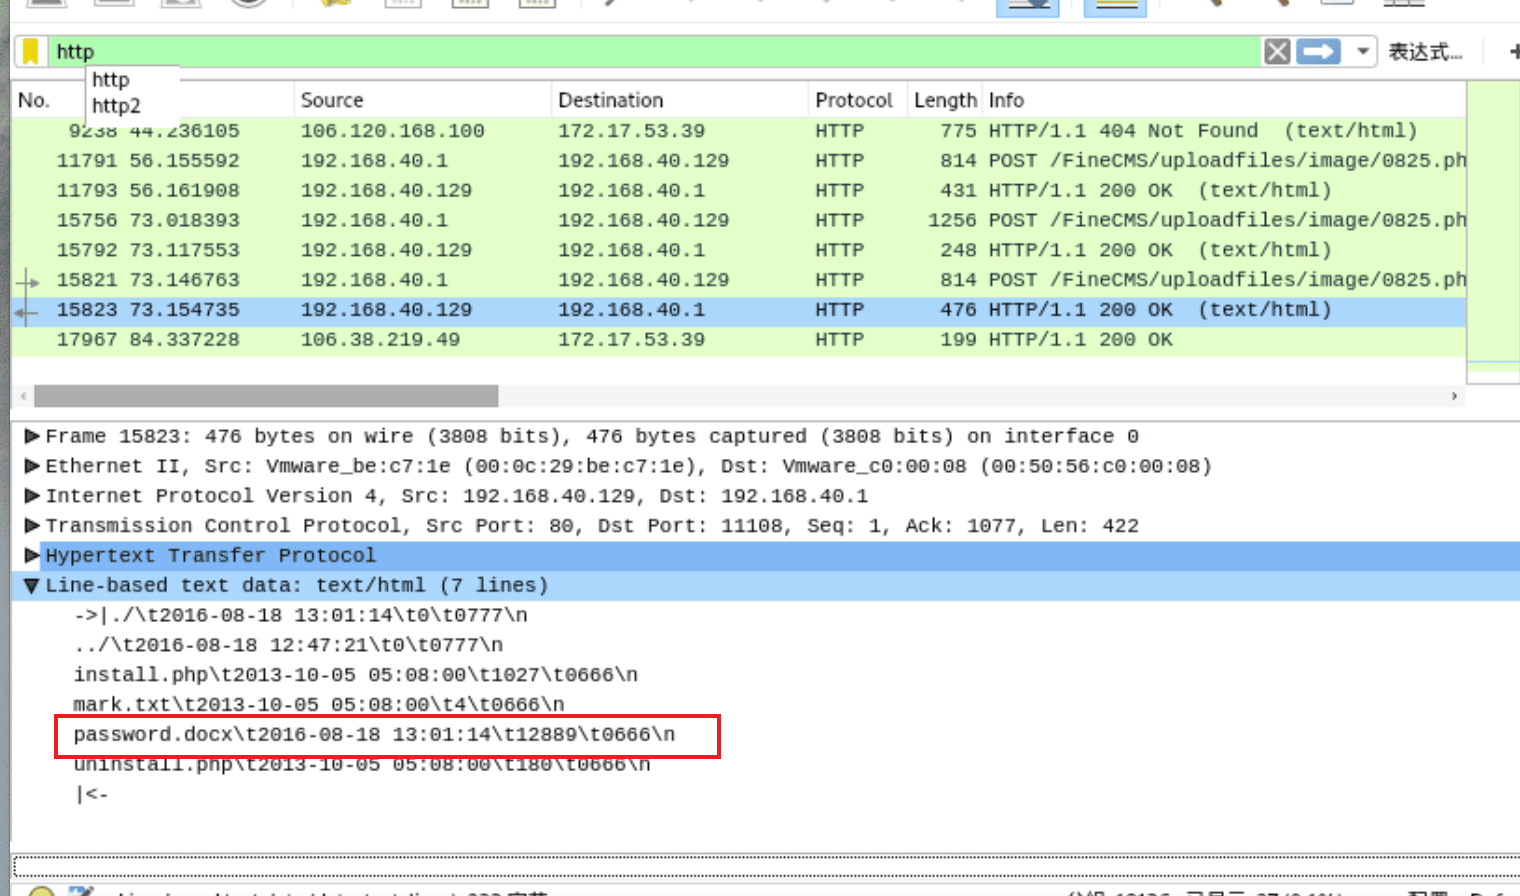 http
表达式...
http
http2
No.	Source	Destination	Protocol	Length	Info
9238 44.236105	106.120.168.100	172.17.53.39	HTTP	775	HTTP/1.1 404 Not Found (text/html)
11791 56.155592	192.168.40.1	192.168.40.129	HTTP	814	POST /FineCMS/uploadfiles/image/0825.ph
11793 56.161908	192.168.40.129	192.168.40.1	HTTP	431	HTTP/1.1 200 OK (text/html)
15756 73.018393	192.168.40.1	192.168.40.129	HTTP	1256	POST /FineCMS/uploadfiles/image/0825.ph
15792 73.117553	192.168.40.129	192.168.40.1	HTTP	248	HTTP/1.1 200 OK (text/html)
15821 73.146763	192.168.40.1	192.168.40.129	HTTP	814	POST /FineCMS/uploadfiles/image/0825.ph
15823 73.154735	192.168.40.129	192.168.40.1	HTTP	476	HTTP/1.1 200 OK (text/html)
17967 84.337228	106.38.219.49	172.17.53.39	HTTP	199	HTTP/1.1 200 OK
Frame 15823: 476 bytes on wire (3808 bits), 476 bytes captured (3808 bits) on interface 0
Ethernet II, Src: Vmware_be:c7:1e (00:0c:29:be:c7:1e), Dst: Vmware_c0:00:08 (00:50:56:c0:00:08)
Internet Protocol Version 4, Src: 192.168.40.129, Dst: 192.168.40.1
Transmission Control Protocol, Src Port: 80, Dst Port: 11108, Seq: 1, Ack: 1077, Len: 422
Hypertext Transfer Protocol
Line-based text data: text/html (7 lines)
->|./\t2016-08-18 13:01:14\t0\t0777\n
../\t2016-08-18 12:47:21\t0\t0777\n
install.php\t2013-10-05 05:08:00\t1027\t0666\n
mark.txt\t2013-10-05 05:08:00\t4\t0666\n
password.docx\t2016-08-18 13:01:14\t12889\t0666\n
uninstall.php\t2013-10-05 05:08:00\t180\t0666\n
|<-